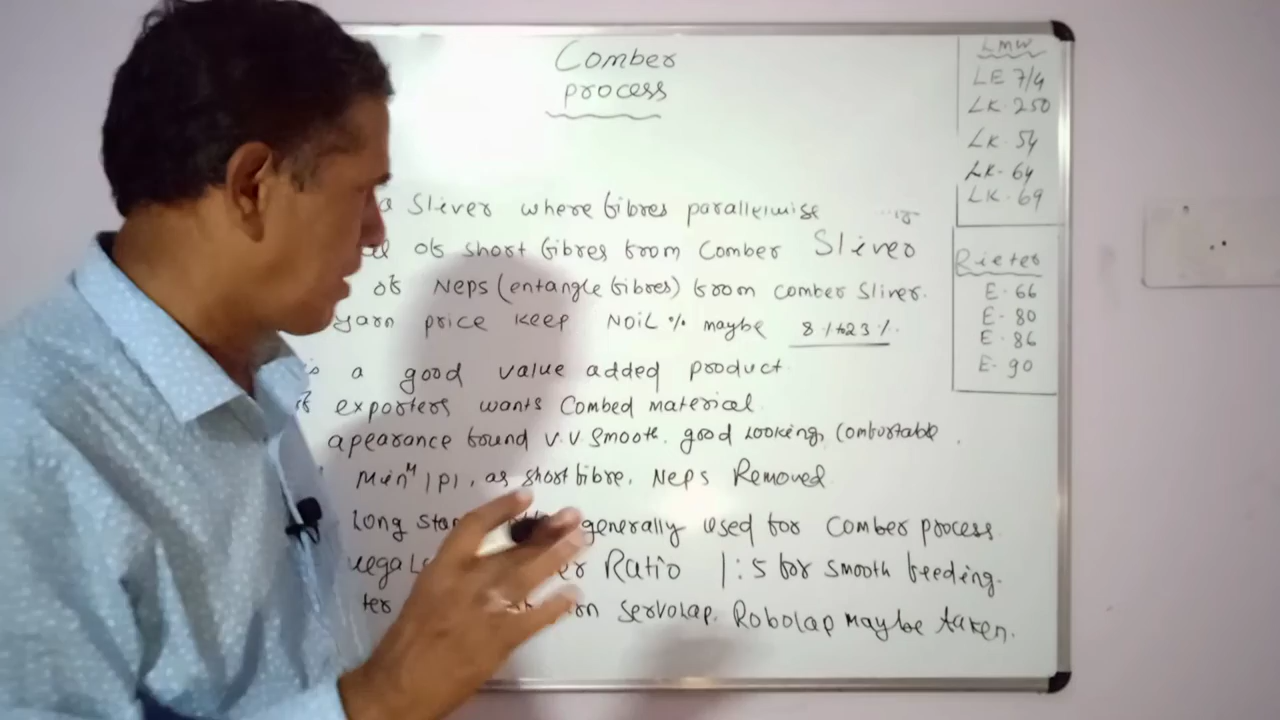 Comber
process
a Sliver where fibres parallelwise
of short fibres from Comber Sliver
of Neps (entangle fibres) from comber Sliver.
yarn price keep NOIL % maybe 8% to 23%.
is a good value added product.
of exporters wants Combed material.
apearance found v.v smooth. good looking, Comfortable.
Minm IPI, as short fibre. Neps Removed
Long generally used for Comber process.
Ratio 1:5 for smooth feeding.
Servolap. Robolap maybe taken.
LMW
LE 7/4
LK. 250
LK. 54
LK- 64
LK. 69
Rieter
E- 66
E- 80
E- 86
E- 90